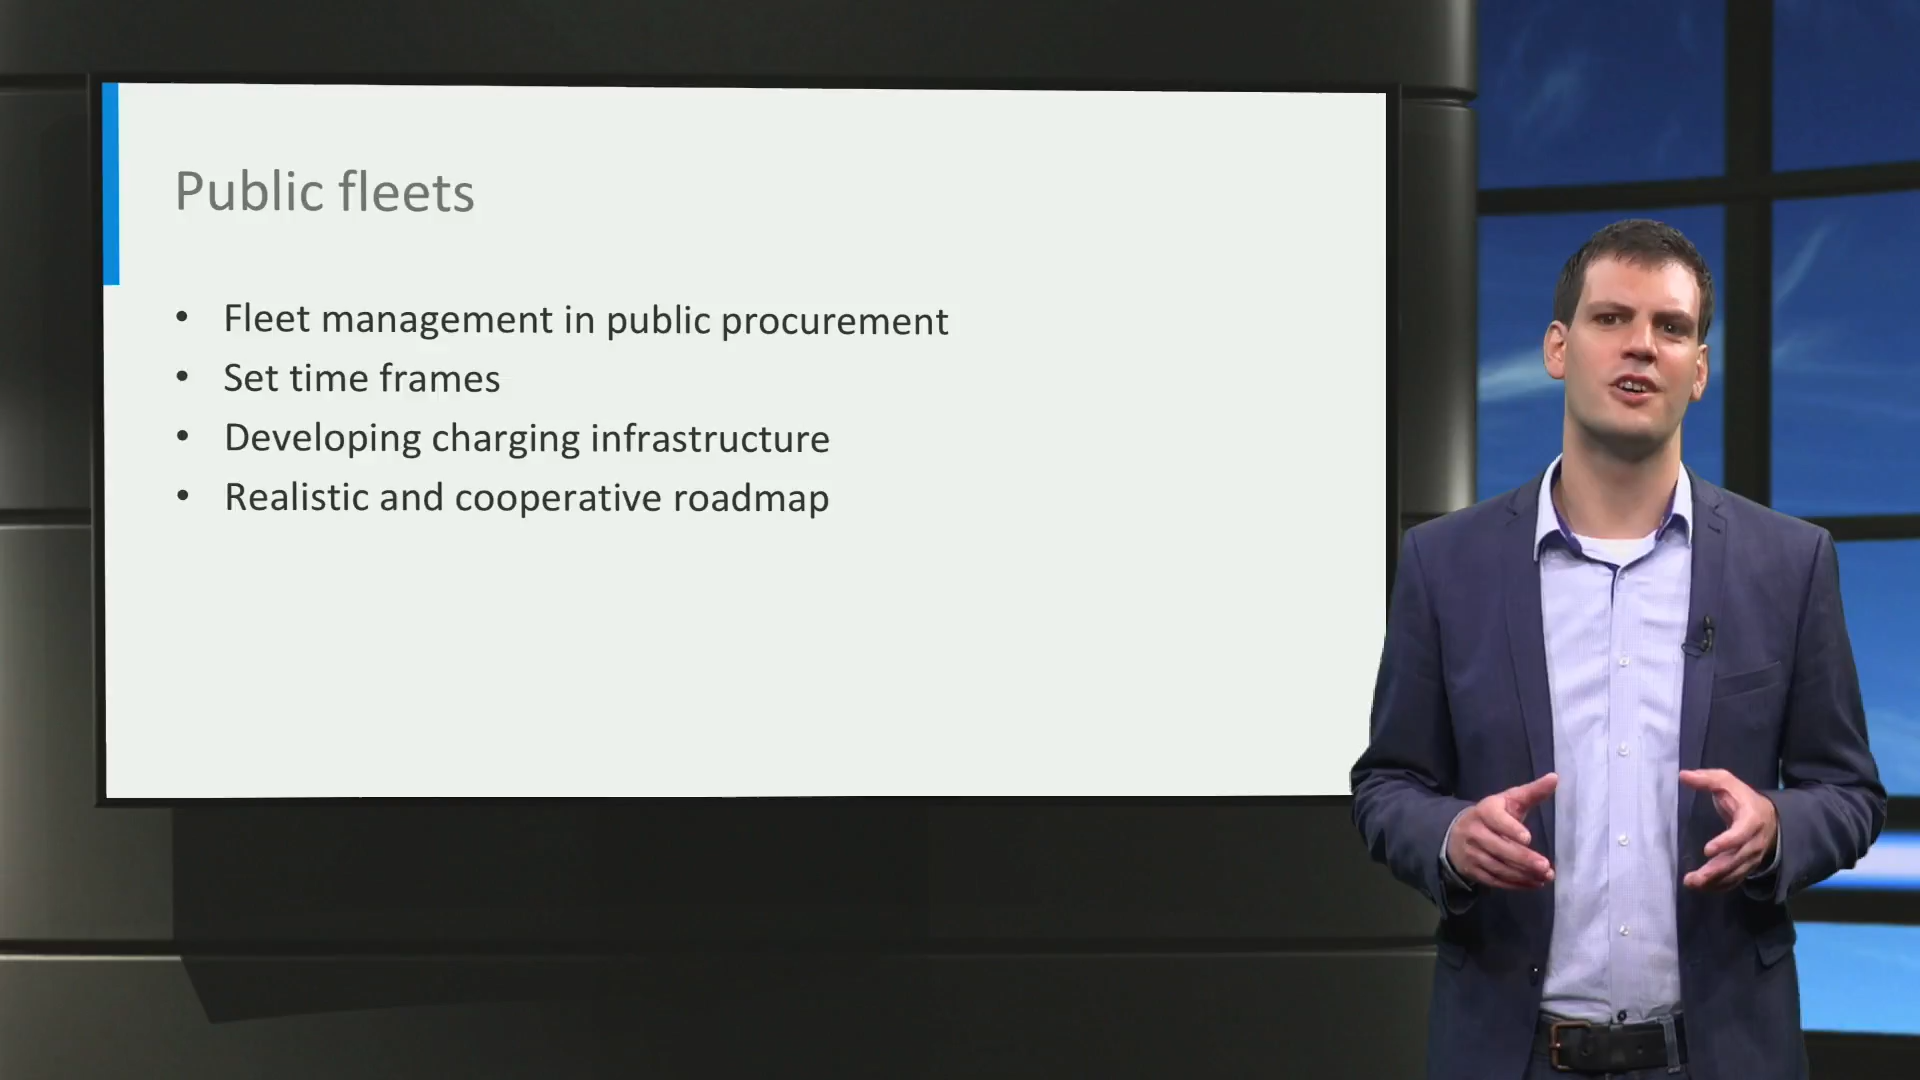 Public fleets
• Fleet management in public procurement
• Set time frames
• Developing charging infrastructure
• Realistic and cooperative roadmap